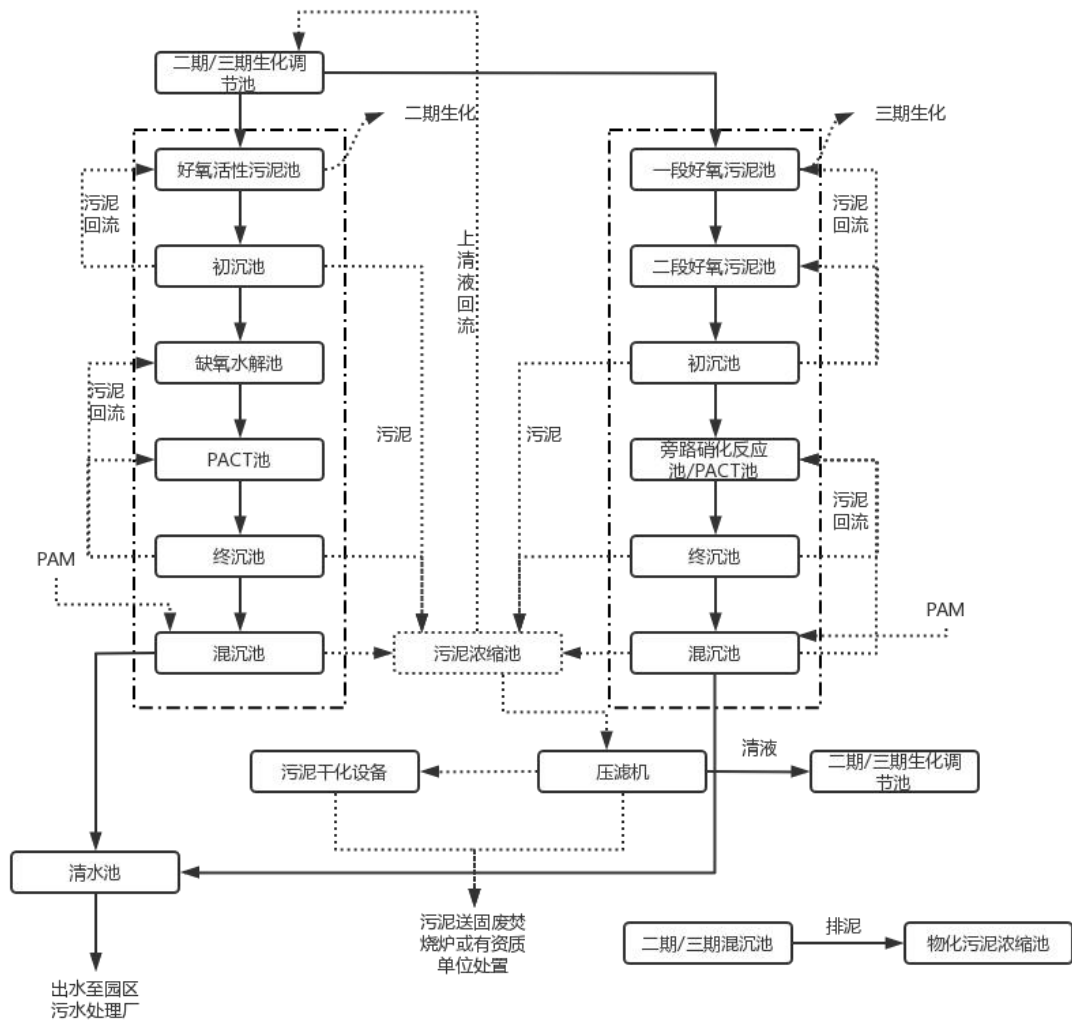 二期/三期生化调
节池
二期生化
三期生化
好氧活性污泥池
一段好氧污泥池
污泥
回流
污泥
回流
上
清
液
回
流
初沉池
二段好氧污泥池
缺氧水解池
初沉池
污泥
回流
污泥
污泥
PACT池
旁路硝化反应
池/PACT池
污泥
回流
PAM
终沉池
终沉池
PAM
混沉池
污泥浓缩池
混沉池
清液
污泥干化设备
压滤机
二期/三期生化调
节池
清水池
污泥送固废焚
烧炉或有资质
单位处置
二期/三期混沉池
排泥
物化污泥浓缩池
出水至园区
污水处理厂